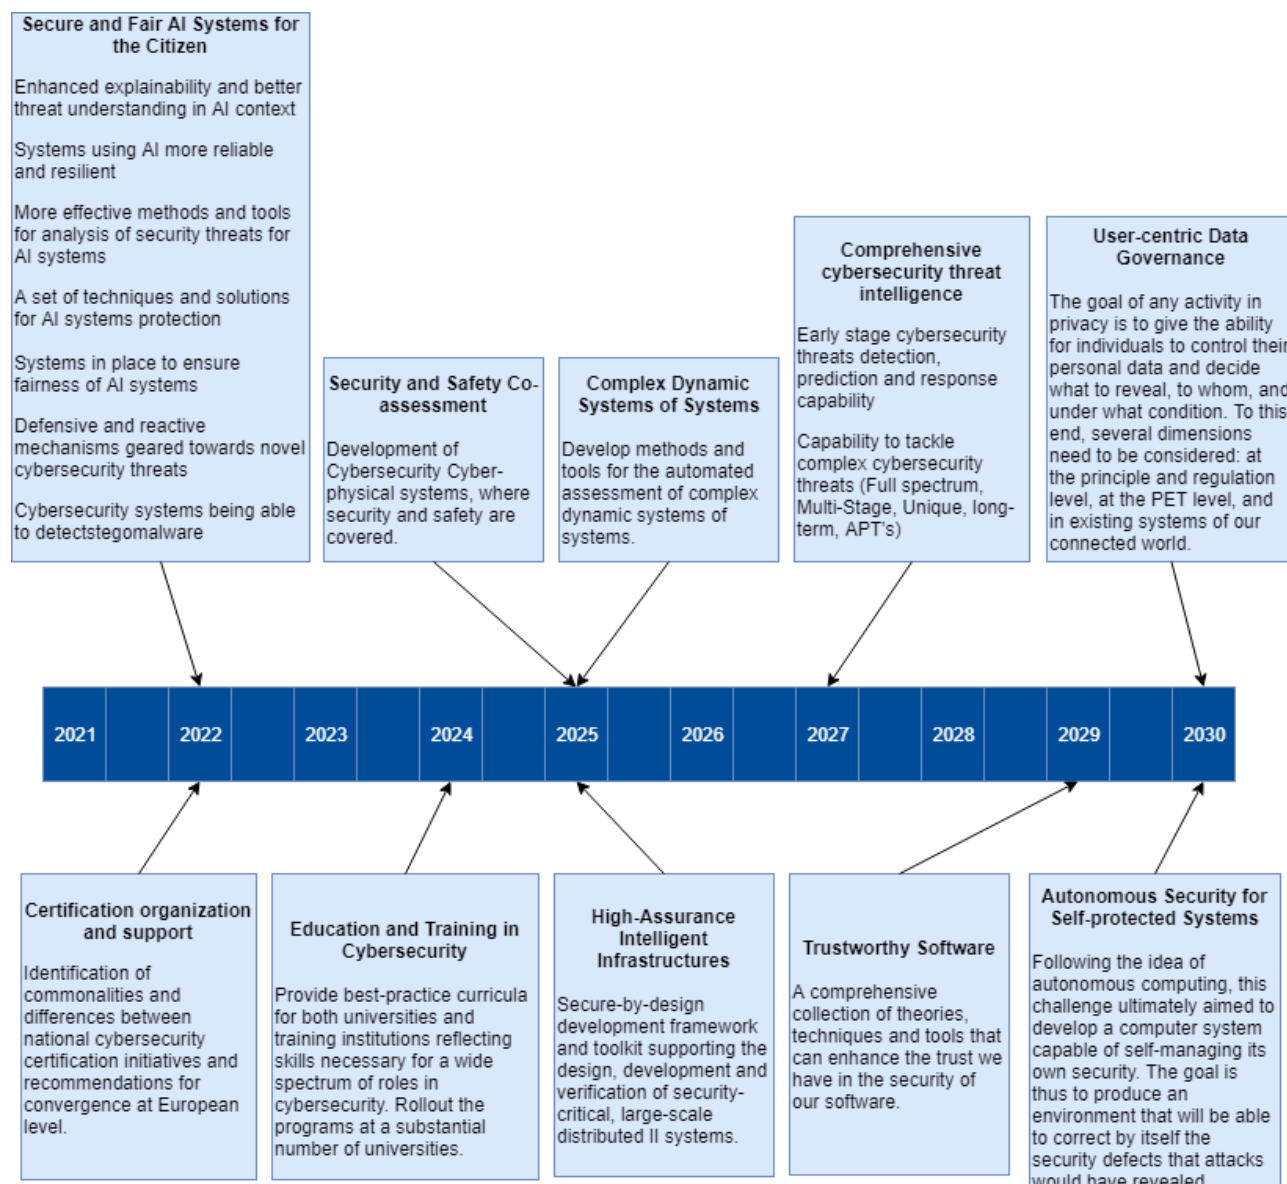 Secure and Fair AI Systems for
the Citizen
Enhanced explainability and better
threat understanding in AI context
Systems using AI more reliable
and resilient
More effective methods and tools
for analysis of security threats for
AI systems
A set of techniques and solutions
for AI systems protection
Systems in place to ensure
fairness of AI systems
Defensive and reactive
mechanisms geared towards novel
cybersecurity threats
Cybersecurity systems being able
to detectstegomalware
Security and Safety Co-
assessment
Development of
Cybersecurity Cyber-
physical systems, where
security and safety are
covered.
Complex Dynamic
Systems of Systems
Develop methods and
tools for the automated
assessment of complex
dynamic systems of
systems.
Comprehensive
cybersecurity threat
intelligence
Early stage cybersecurity
threats detection,
prediction and response
capability
Capability to tackle
complex cybersecurity
threats (Full spectrum,
Multi-Stage, Unique, long-
term, APT's)
User-centric Data
Governance
The goal of any activity in
privacy is to give the ability
for individuals to control their
personal data and decide
what to reveal, to whom, and
under what condition. To this
end, several dimensions
need to be considered: at
the principle and regulation
level, at the PET level, and
in existing systems of our
connected world.
2021 2022 2023 2024 2025 2026 2027 2028 2029 2030
Certification organization
and support
Identification of
commonalities and
differences between
national cybersecurity
certification initiatives and
recommendations for
convergence at European
level.
Education and Training in
Cybersecurity
Provide best-practice curricula
for both universities and
training institutions reflecting
skills necessary for a wide
spectrum of roles in
cybersecurity. Rollout the
programs at a substantial
number of universities.
High-Assurance
Intelligent
Infrastructures
Secure-by-design
development framework
and toolkit supporting the
design, development and
verification of security-
critical, large-scale
distributed II systems.
Trustworthy Software
A comprehensive
collection of theories,
techniques and tools that
can enhance the trust we
have in the security of
our software.
Autonomous Security for
Self-protected Systems
Following the idea of
autonomous computing, this
challenge ultimately aimed to
develop a computer system
capable of self-managing its
own security. The goal is
thus to produce an
environment that will be able
to correct by itself the
security defects that attacks
would have revealed